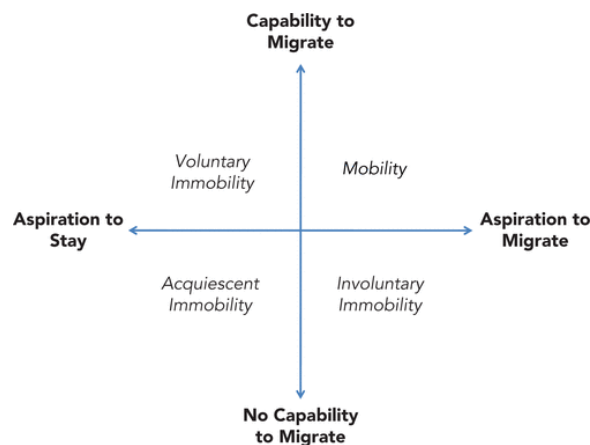 Capability to
Migrate
Voluntary
Immobility
Mobility
Aspiration to
Stay
Aspiration to
Migrate
Acquiescent
Immobility
Involuntary
Immobility
No Capability
to Migrate